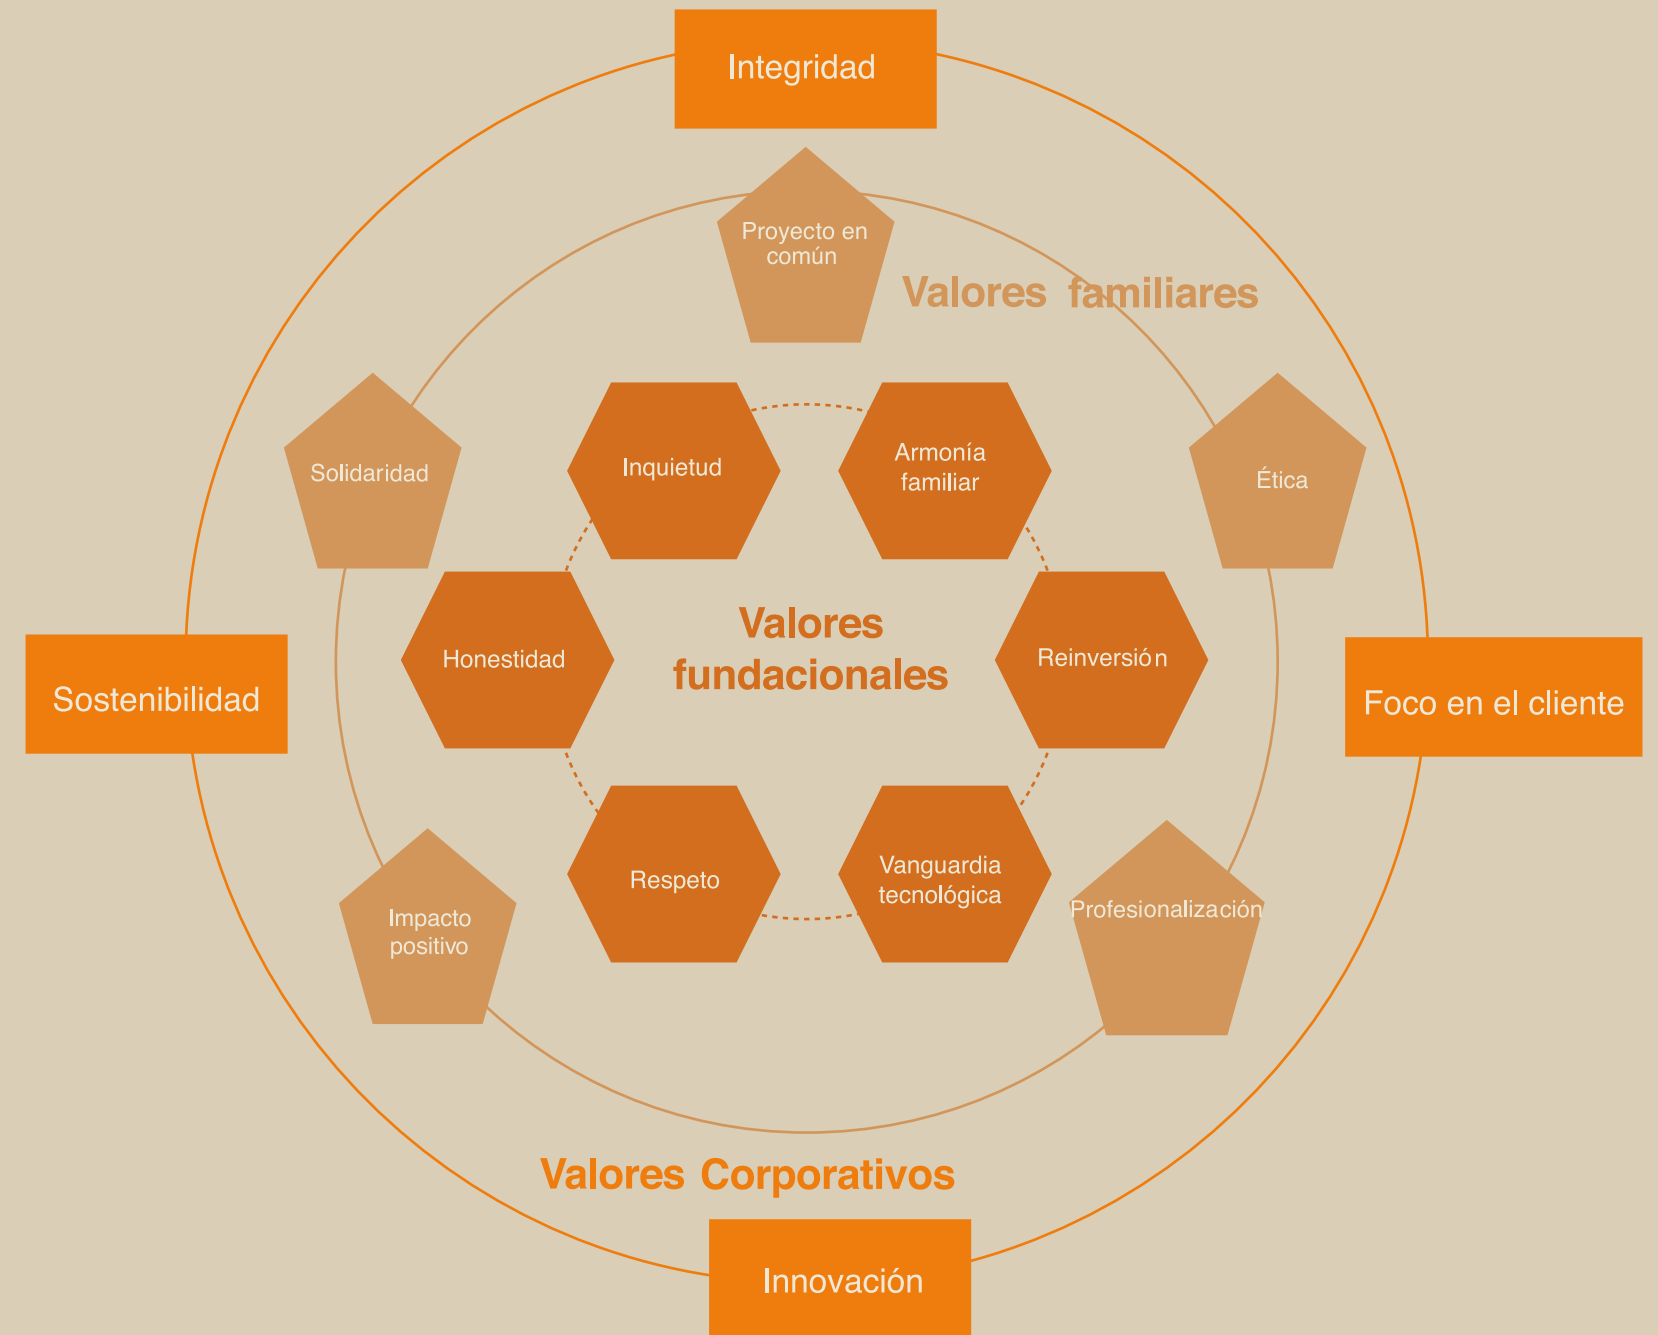 Integridad
Proyecto en
común
Valores familiares
Solidaridad
Inquietud
Armonía
familiar
Ética
Valores
fundacionales
Honestidad
Reinversión
Sostenibilidad
Foco en el cliente
Respeto
Vanguardia
tecnológica
Impacto
positivo
Profesionalización
Valores Corporativos
Innovación